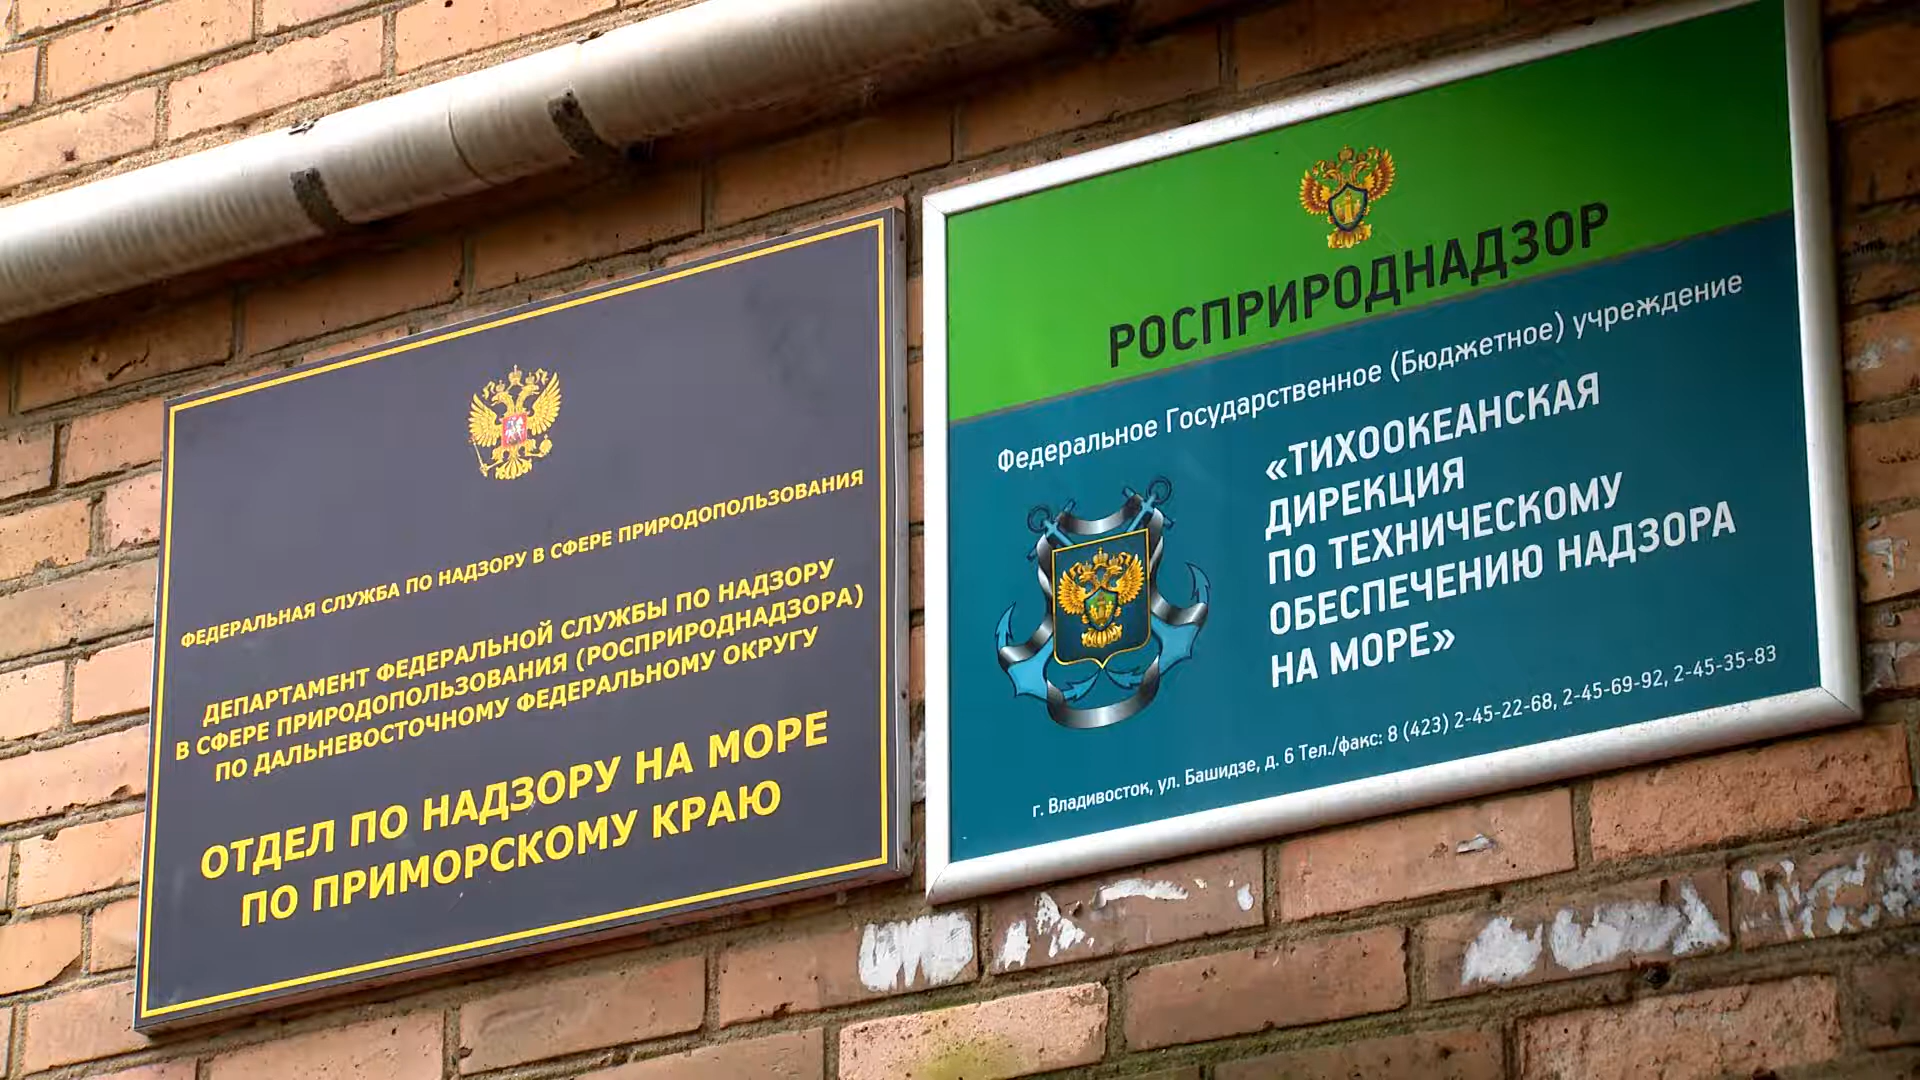 ФЕДЕРАЛЬНАЯ СЛУЖБА ПО НАДЗОРУ В СФЕРЕ ПРИРОДОПОЛЬЗОВАНИЯ
ДЕПАРТАМЕНТ ФЕДЕРАЛЬНОЙ СЛУЖБЫ ПО НАДЗОРУ
В СФЕРЕ ПРИРОДОПОЛЬЗОВАНИЯ (РОСПРИРОДНАДЗОРА)
ПО ДАЛЬНЕВОСТОЧНОМУ ФЕДЕРАЛЬНОМУ ОКРУГУ
ОТДЕЛ ПО НАДЗОРУ НА МОРЕ
ПО ПРИМОРСКОМУ КРАЮ
РОСПРИРОДНАДЗОР
Федеральное Государственное (Бюджетное) учреждение
«ТИХООКЕАНСКАЯ
ДИРЕКЦИЯ
ПО ТЕХНИЧЕСКОМУ
ОБЕСПЕЧЕНИЮ НАДЗОРА
НА МОРЕ»
г. Владивосток, ул. Башидзе, д. 6 Тел./факс: 8 (423) 2-45-22-68, 2-45-69-92, 2-45-35-83